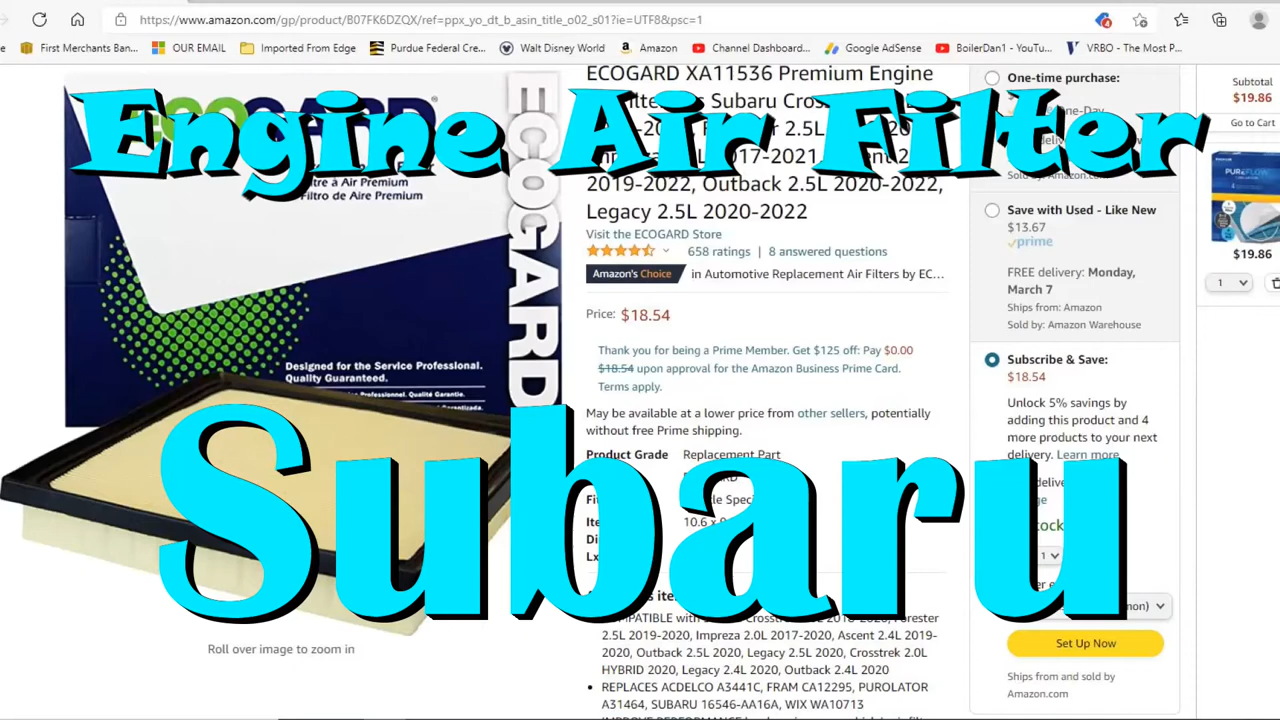 https://www.amazon.com/gp/product/B07FK6DZQX/ref=ppx_yo_dt_b_asin_title_o02_s01?ie=UTF8&psc=1
4
First Merchants Ban... OUR EMAIL Imported From Edge Purdue Federal Cre... Walt Disney World Amazon Channel Dashboard... Google AdSense BoilerDan1 - YouTu... VRBO - The Most P...
Engine Air Filter
Subaru
ECOGARD
à Air Premium
Filtro de Aire Premium
ECOGARD
Designed for the Service Professional.
Quality Guaranteed.
Roll over image to zoom in
ECOGARD XA11536 Premium Engine
Subaru
2.5L
2017-2021,
2019-2022, Outback 2.5L 2020-2022,
Legacy 2.5L 2020-2022
Visit the ECOGARD Store
658 ratings | 8 answered questions
Amazon's Choice in Automotive Replacement Air Filters by EC...
Price: $18.54
Thank you for being a Prime Member. Get $125 off: Pay $0.00
$18.54 upon approval for the Amazon Business Prime Card.
Terms apply.
May be available at a lower price from other sellers, potentially
without free Prime shipping.
Product Grade Replacement Part
10.6 x
Lx
2.5L 2019-2020, Impreza 2.0L 2017-2020, Ascent 2.4L 2019-
2020, Outback 2.5L 2020, Legacy 2.5L 2020, Crosstrek 2.0L
HYBRID 2020, Legacy 2.4L 2020, Outback 2.4L 2020
• REPLACES ACDELCO A3441C, FRAM CA12295, PUROLATOR
A31464, SUBARU 16546-AA16A, WIX WA10713
One-time purchase:
Save with Used - Like New
$13.67
prime
FREE delivery: Monday,
March 7
Ships from: Amazon
Sold by: Amazon Warehouse
Subscribe & Save:
$18.54
Unlock 5% savings by
adding this product and 4
more products to your next
delivery. Learn more
1
Set Up Now
Ships from and sold by
Amazon.com
Subtotal
$19.86
Go to Cart
PUREFLOW
$19.86
1